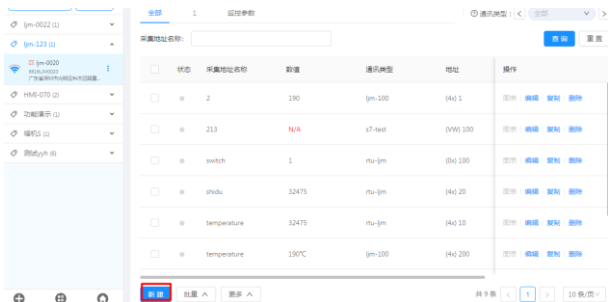 全部 1 监控参数 通讯类型: 全部
ljm-0022 (1)
ljm-123 (1)
采集地址名称: 查询 重置
ljm-0020
状态 采集地址名称 数值 通讯类型 地址 操作
HMI-070 (2)
2 190 ljm-100 (4x) 1 图表 编辑 复制 删除
功能演示 (1)
213 N/A s7-test (VW) 100 图表 编辑 复制 删除
缩机S (1)
测试yyh (6)
switch 1 rtu-ljm (0x) 100 图表 编辑 复制 删除
shidu 32475 rtu-ljm (4x) 20 图表 编辑 复制 删除
temperature 32475 rtu-ljm (4x) 10 图表 编辑 复制 删除
temperature 190℃ ljm-100 (4x) 200 图表 编辑 复制 删除
新建 批量 更多 共 9 条 1 10 条/页